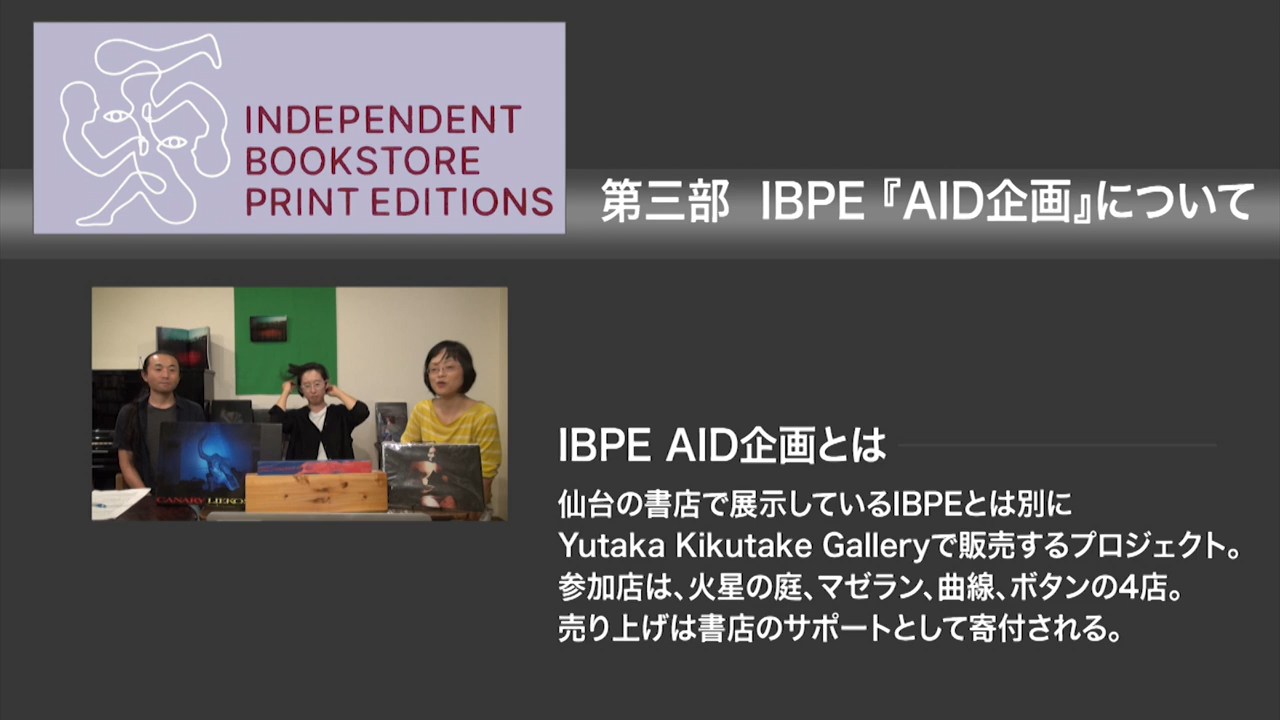 INDEPENDENT
BOOKSTORE
PRINT EDITIONS
第三部 IBPE『AID企画』について
CANARY LIEKO
IBPE AID企画とは
仙台の書店で展示しているIBPEとは別に
Yutaka Kikutake Galleryで販売するプロジェクト。
参加店は、火星の庭、マゼラン、曲線、ボタンの4店。
売り上げは書店のサポートとして寄付される。